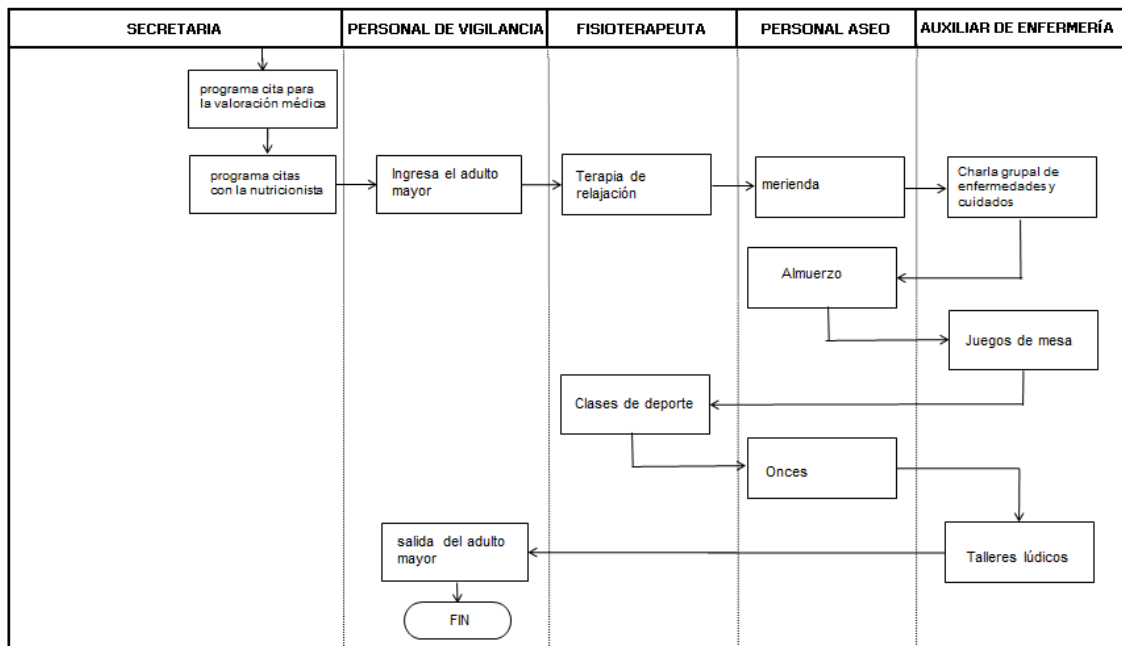 SECRETARIA
PERSONAL DE VIGILANCIA
FISIOTERAPEUTA
PERSONAL ASEO
AUXILIAR DE ENFERMERÍA
programa cita para
la valoración médica
programa citas
con la nutricionista
Ingresa el adulto
mayor
Terapia de
relajación
merienda
Charla grupal de
enfermedades y
cuidados
Almuerzo
Juegos de mesa
Clases de deporte
Onces
Talleres lúdicos
salida del adulto
mayor
FIN